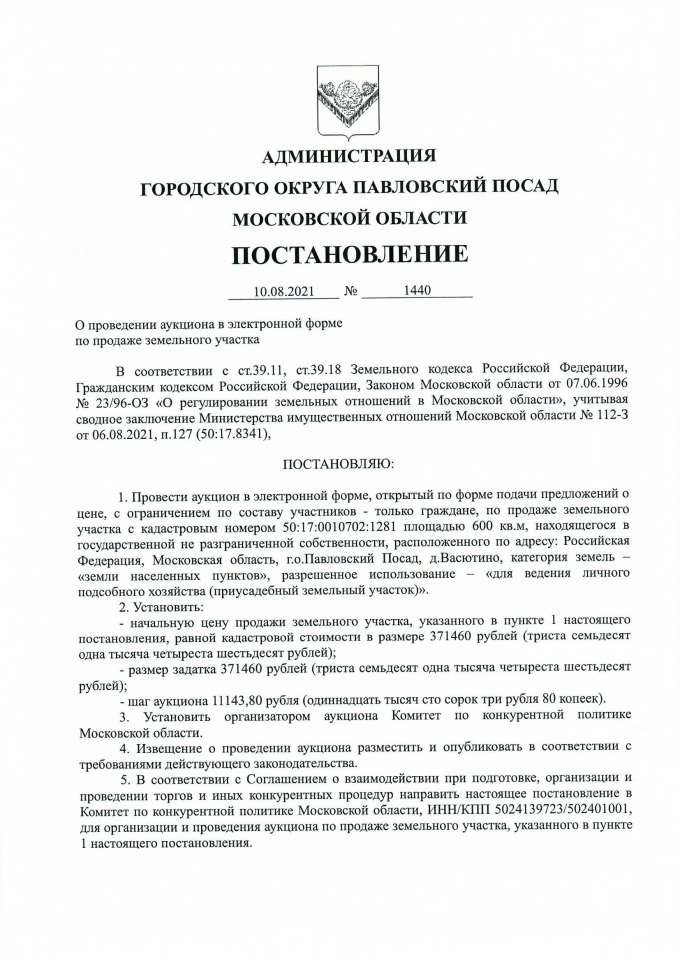 АДМИНИСТРАЦИЯ
ГОРОДСКОГО ОКРУГА ПАВЛОВСКИЙ ПОСАД
МОСКОВСКОЙ ОБЛАСТИ
ПОСТАНОВЛЕНИЕ
10.08.2021 № 1440
О проведении аукциона в электронной форме
по продаже земельного участка
В соответствии с ст.39.11, ст.39.18 Земельного кодекса Российской Федерации,
Гражданским кодексом Российской Федерации, Законом Московской области от 07.06.1996
№ 23/96-ОЗ «О регулировании земельных отношений в Московской области», учитывая
сводное заключение Министерства имущественных отношений Московской области № 112-З
от 06.08.2021, п.127 (50:17.8341),
ПОСТАНОВЛЯЮ:
1. Провести аукцион в электронной форме, открытый по форме подачи предложений о
цене, с ограничением по составу участников - только граждане, по продаже земельного
участка с кадастровым номером 50:17:0010702:1281 площадью 600 кв.м, находящегося в
государственной не разграниченной собственности, расположенного по адресу: Российская
Федерация, Московская область, г.о.Павловский Посад, д.Васютино, категория земель –
«земли населенных пунктов», разрешенное использование – «для ведения личного
подсобного хозяйства (приусадебный земельный участок)».
2. Установить:
- начальную цену продажи земельного участка, указанного в пункте 1 настоящего
постановления, равной кадастровой стоимости в размере 371460 рублей (триста семьдесят
одна тысяча четыреста шестьдесят рублей);
- размер задатка 371460 рублей (триста семьдесят одна тысяча четыреста шестьдесят
рублей);
- шаг аукциона 11143,80 рубля (одиннадцать тысяч сто сорок три рубля 80 копеек).
3. Установить организатором аукциона Комитет по конкурентной политике
Московской области.
4. Извещение о проведении аукциона разместить и опубликовать в соответствии с
требованиями действующего законодательства.
5. В соответствии с Соглашением о взаимодействии при подготовке, организации и
проведении торгов и иных конкурентных процедур направить настоящее постановление в
Комитет по конкурентной политике Московской области, ИНН/КПП 5024139723/502401001,
для организации и проведения аукциона по продаже земельного участка, указанного в пункте
1 настоящего постановления.